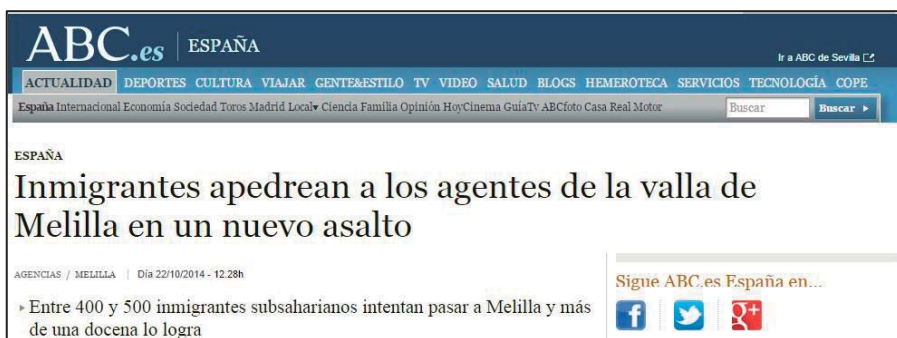 ABC.es ESPAÑA
Ir a ABC de Sevilla
ACTUALIDAD DEPORTES CULTURA VIAJAR GENTE&ESTILO TV VIDEO SALUD BLOGS HEMEROTECA SERVICIOS TECNOLOGÍA COPE
España Internacional Economía Sociedad Toros Madrid Local Ciencia Familia Opinión HoyCinema GuíaTv ABCfoto Casa Real Motor Buscar Buscar
ESPAÑA
Inmigrantes apedrean a los agentes de la valla de
Melilla en un nuevo asalto
AGENCIAS / MELILLA | Día 22/10/2014 - 12.28h
Sigue ABC.es España en...
Entre 400 y 500 inmigrantes subsaharianos intentan pasar a Melilla y más
de una docena lo logra